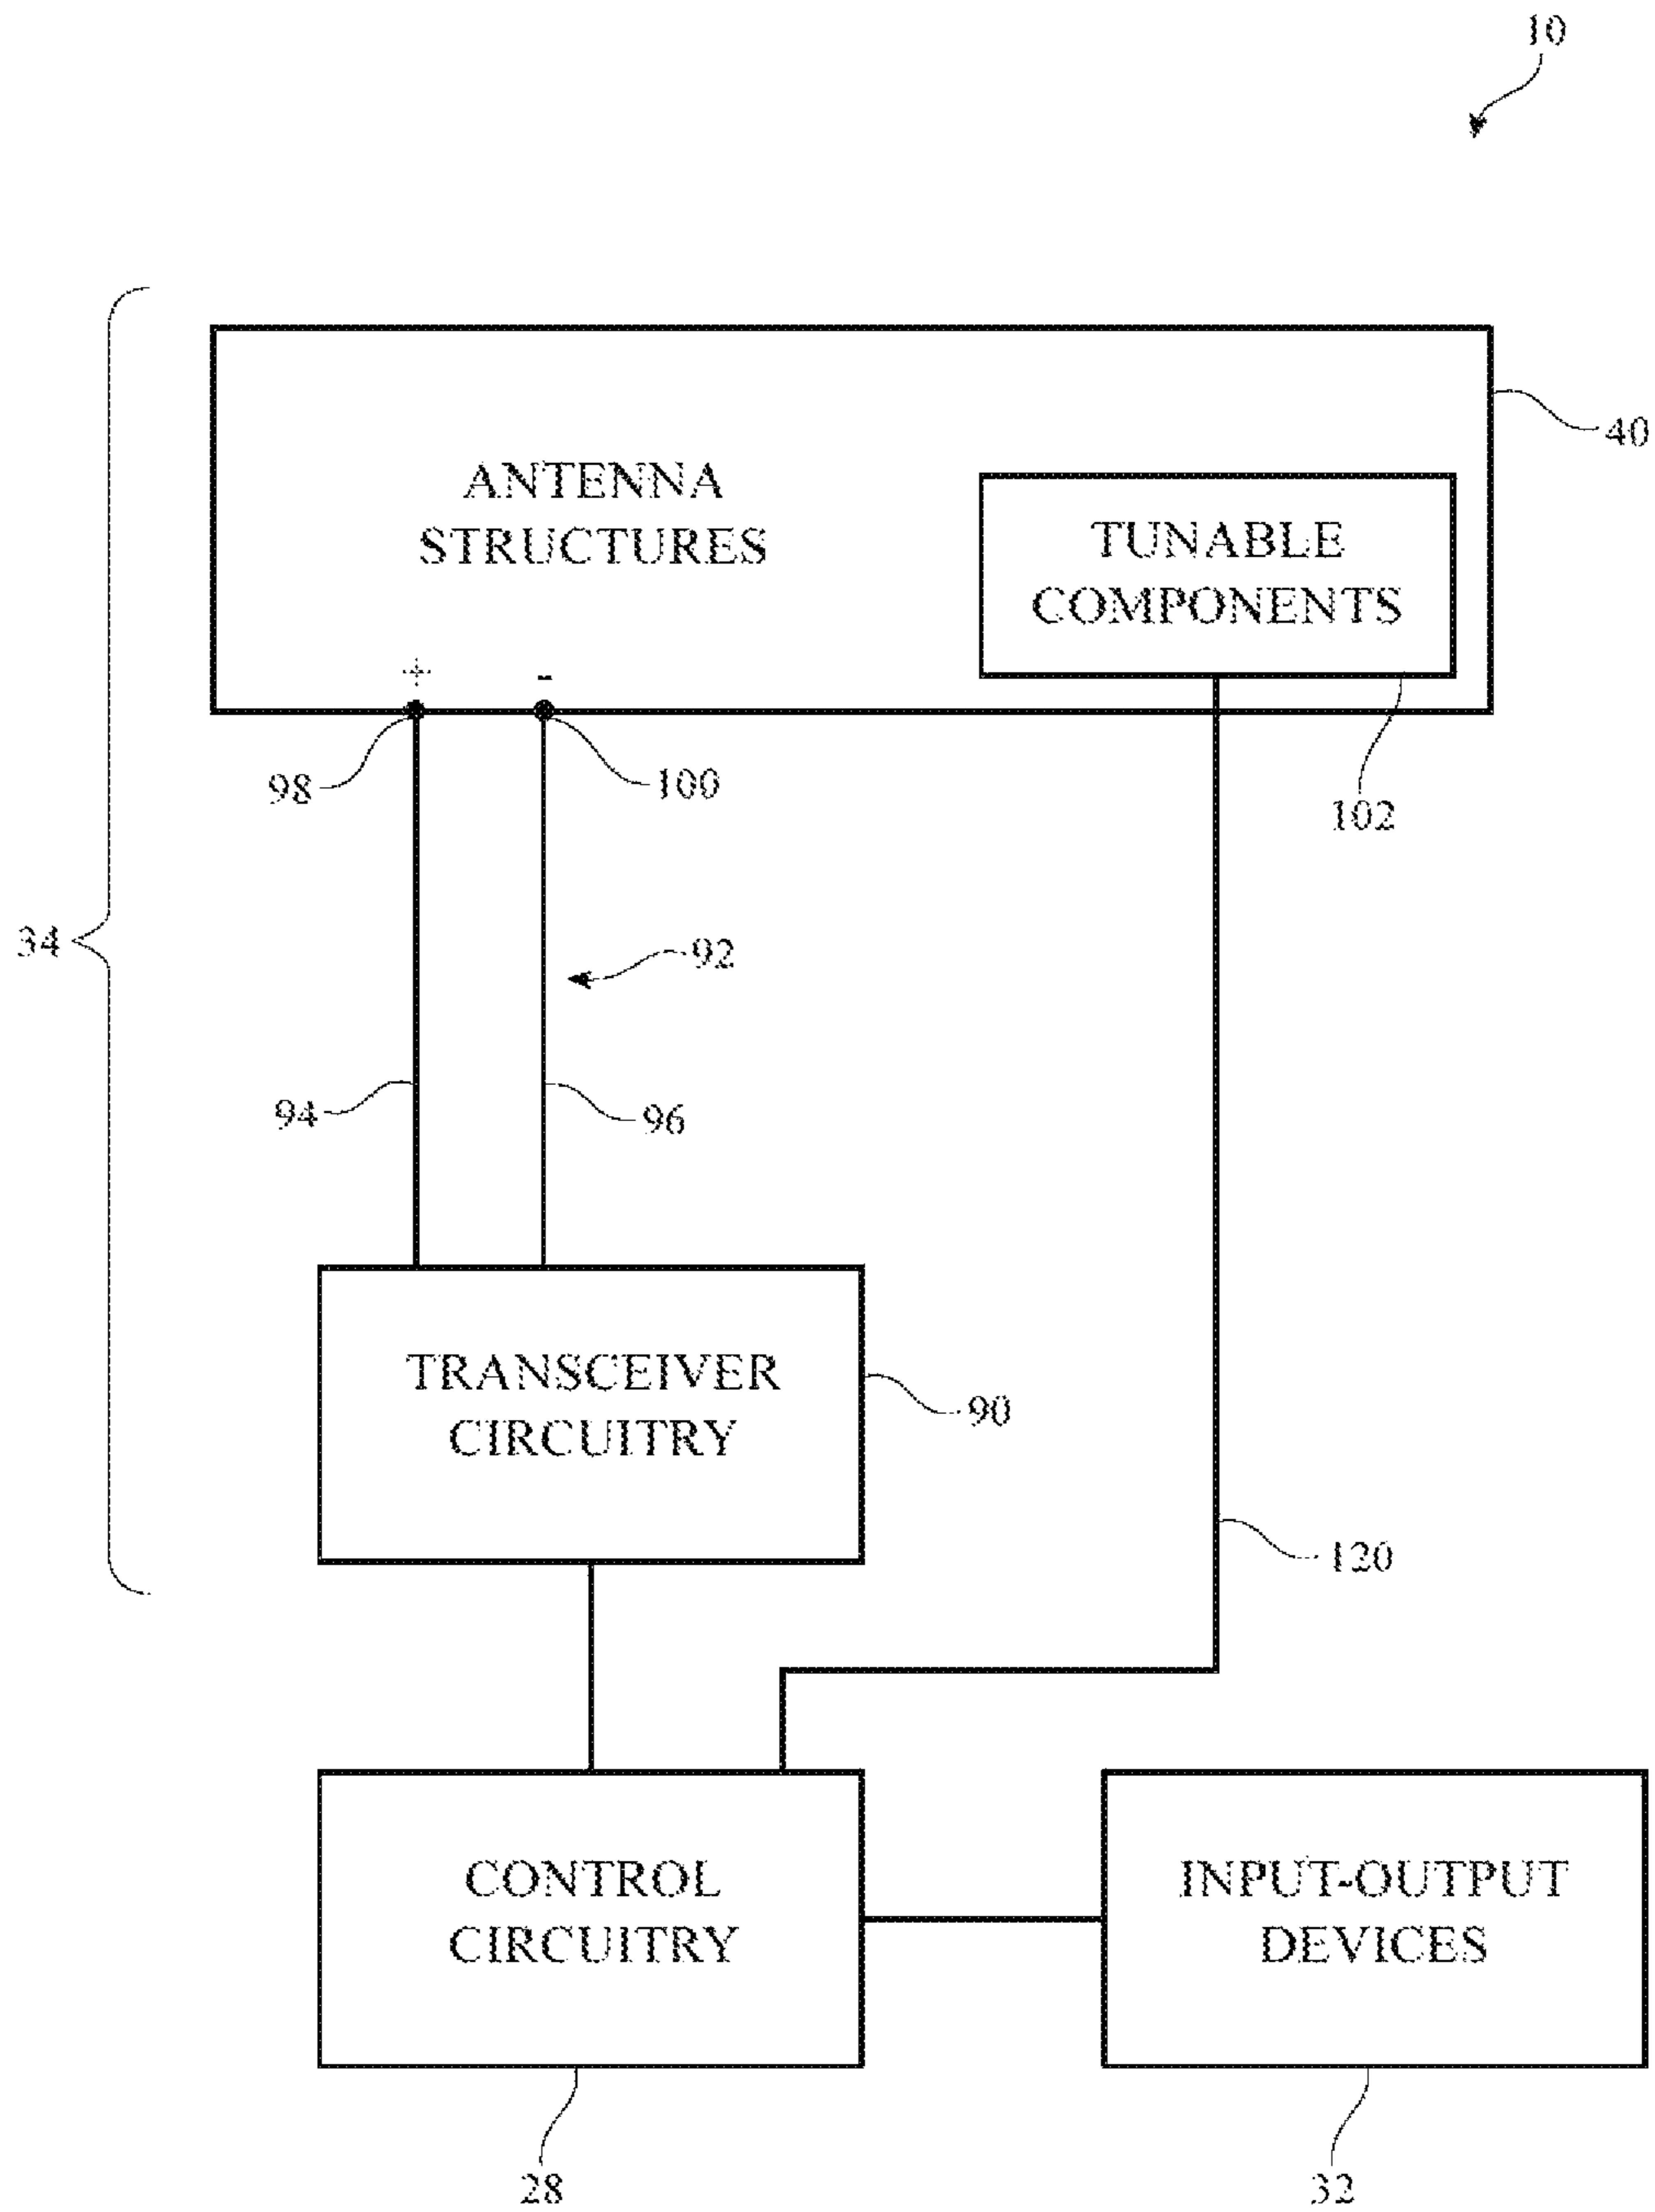 10
40
ANTENNA
STRUCTURES
TUNABLE
COMPONENTS
+
-
98
100
102
34
92
94
96
TRANSCEIVER
CIRCUITRY
90
120
CONTROL
CIRCUITRY
INPUT-OUTPUT
DEVICES
28
32